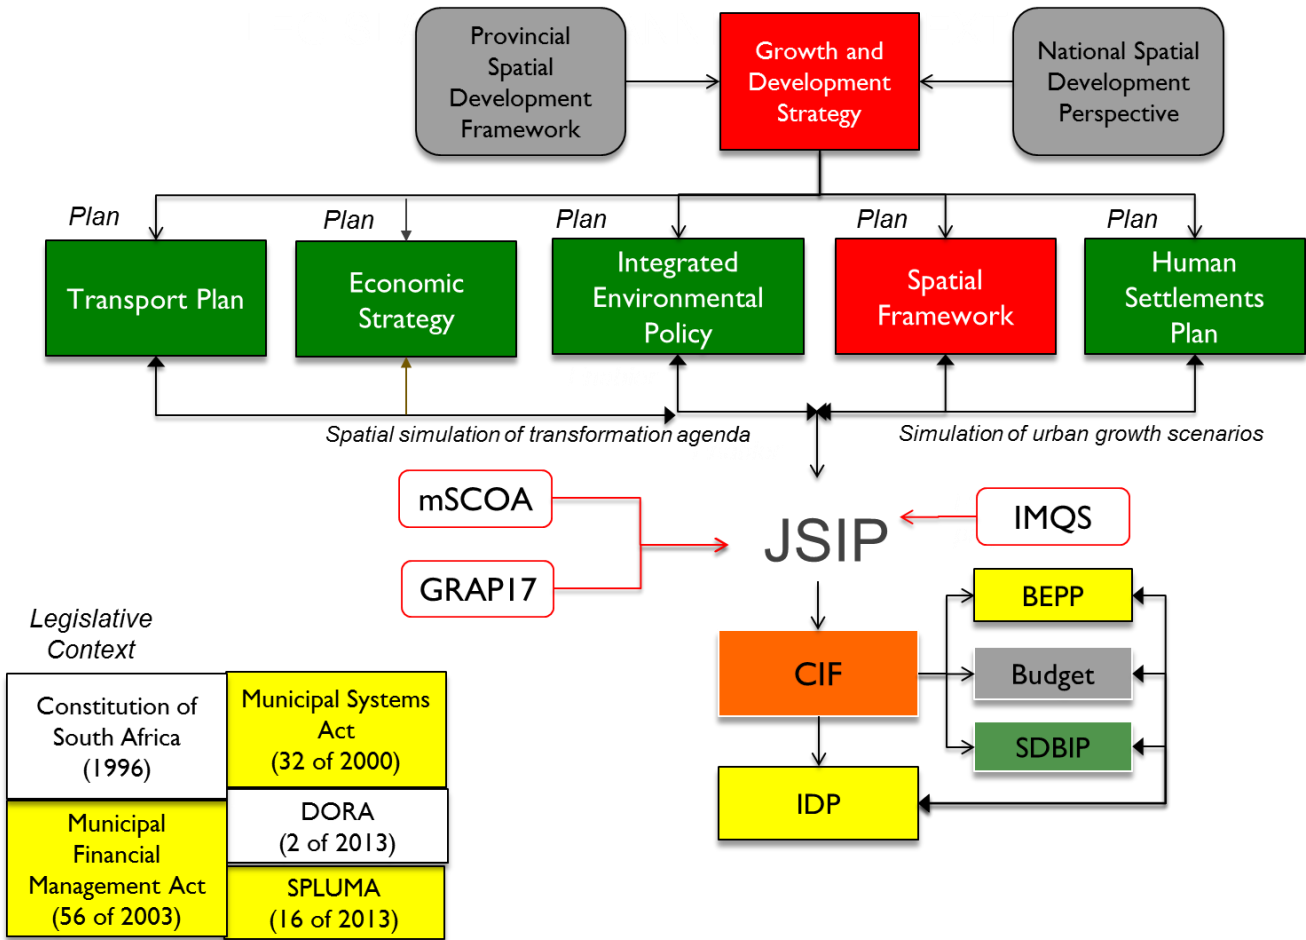 Provincial
Spatial
Development
Framework
Growth and
Development
Strategy
National Spatial
Development
Perspective
Plan
Plan
Plan
Plan
Plan
Transport Plan
Economic
Strategy
Integrated
Environmental
Policy
Spatial
Framework
Human
Settlements
Plan
Spatial simulation of transformation agenda
Simulation of urban growth scenarios
mSCOA
GRAP17
JSIP
IMQS
BEPP
CIF
Budget
SDBIP
IDP
Legislative
Context
Constitution of
South Africa
(1996)
Municipal Systems
Act
(32 of 2000)
Municipal
Financial
Management Act
(56 of 2003)
DORA
(2 of 2013)
SPLUMA
(16 of 2013)